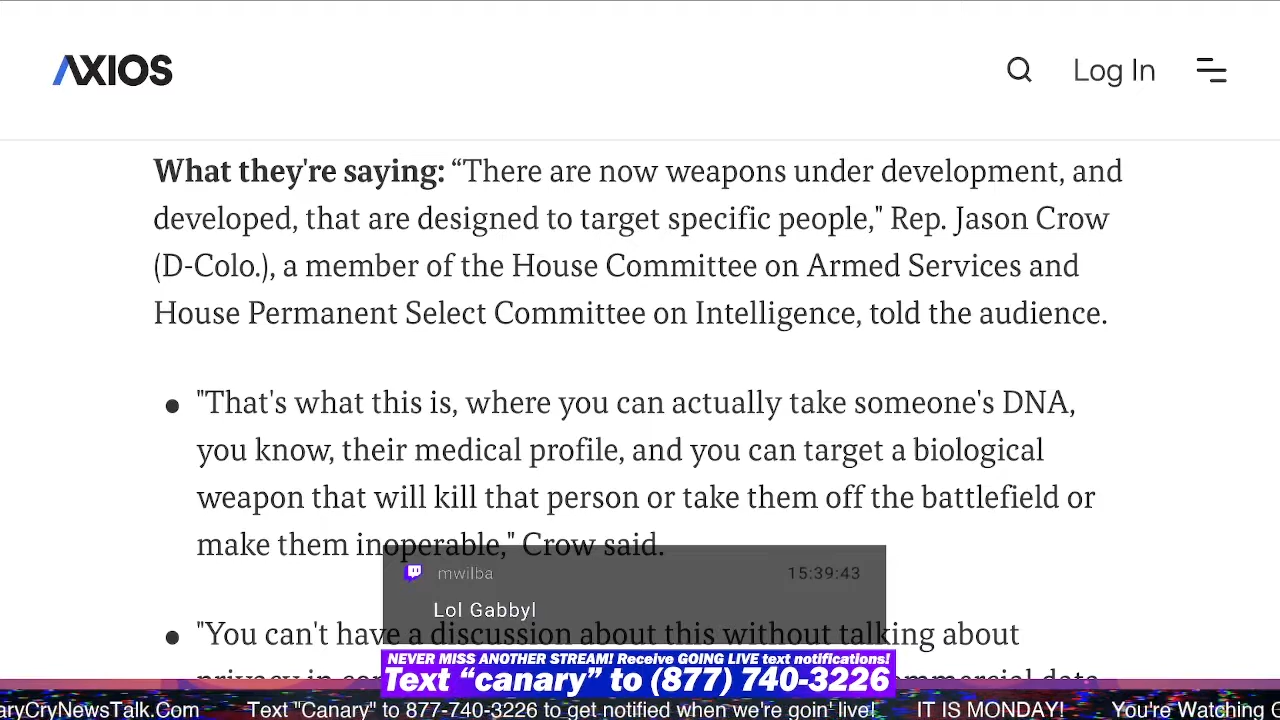 AXIOS
Log In
What they're saying: “There are now weapons under development, and
developed, that are designed to target specific people," Rep. Jason Crow
(D-Colo.), a member of the House Committee on Armed Services and
House Permanent Select Committee on Intelligence, told the audience.
• "That's what this is, where you can actually take someone's DNA,
you know, their medical profile, and you can target a biological
weapon that will kill that person or take them off the battlefield or
make them inoperable," Crow said.
mwilba 15:39:43
Lol Gabbyl
• "You can't have a discussion about this without talking about
privacy in commercial data
NEVER MISS ANOTHER STREAM! Receive GOING LIVE text notifications!
Text “canary” to (877) 740-3226
aryCryNewsTalk.Com Text "Canary" to 877-740-3226 to get notified when we're goin' live! IT IS MONDAY! You're Watching